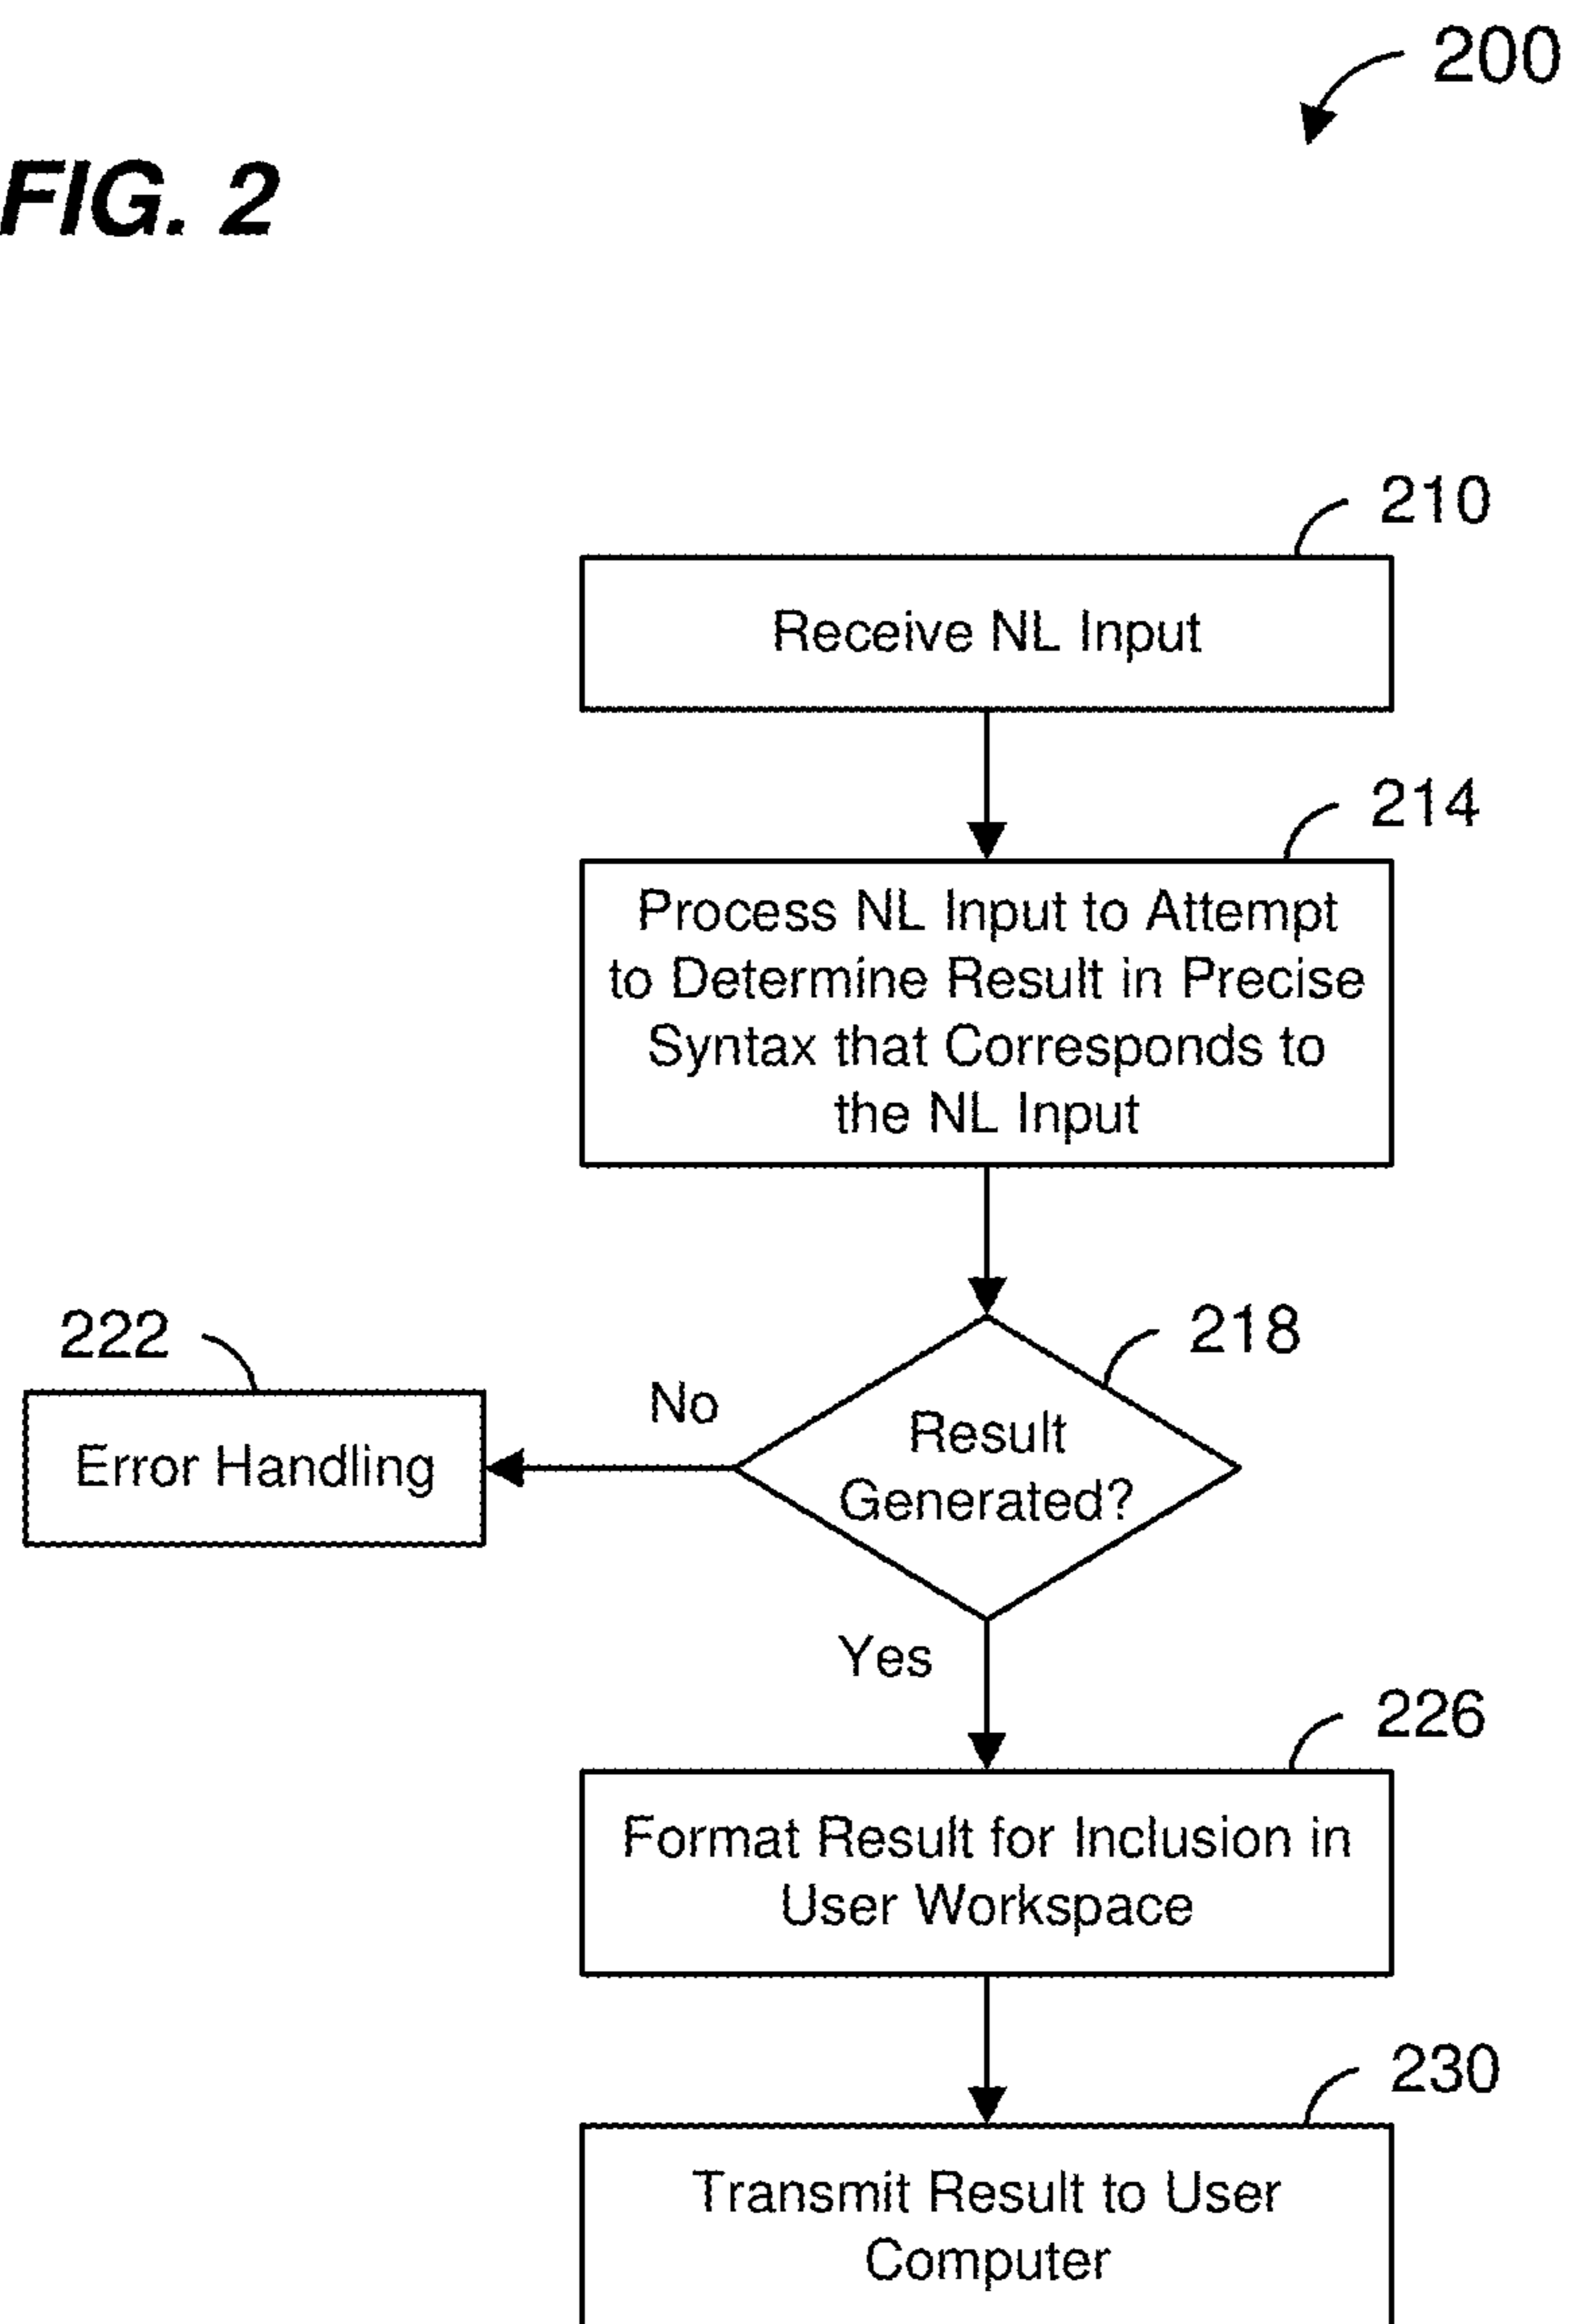 200
FIG. 2
210
Receive NL Input
214
Process NL Input to Attempt
to Determine Result in Precise
Syntax that Corresponds to
the NL Input
222
218
No
Result
Generated?
Error Handling
Yes
226
Format Result for Inclusion in
User Workspace
230
Transmit Result to User
Computer